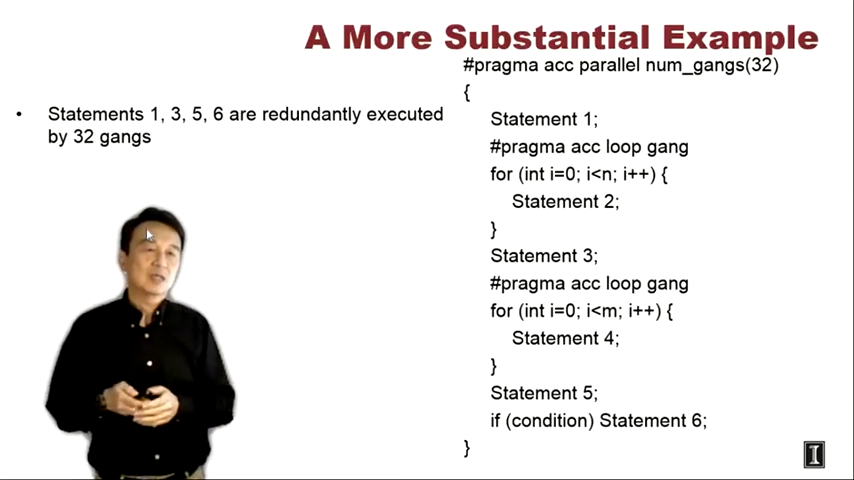 A More Substantial Example
• Statements 1, 3, 5, 6 are redundantly executed
by 32 gangs
#pragma acc parallel num_gangs(32)
{
Statement 1;
#pragma acc loop gang
for (int i=0; i<n; i++) {
Statement 2;
}
Statement 3;
#pragma acc loop gang
for (int i=0; i<m; i++) {
Statement 4;
}
Statement 5;
if (condition) Statement 6;
}
I